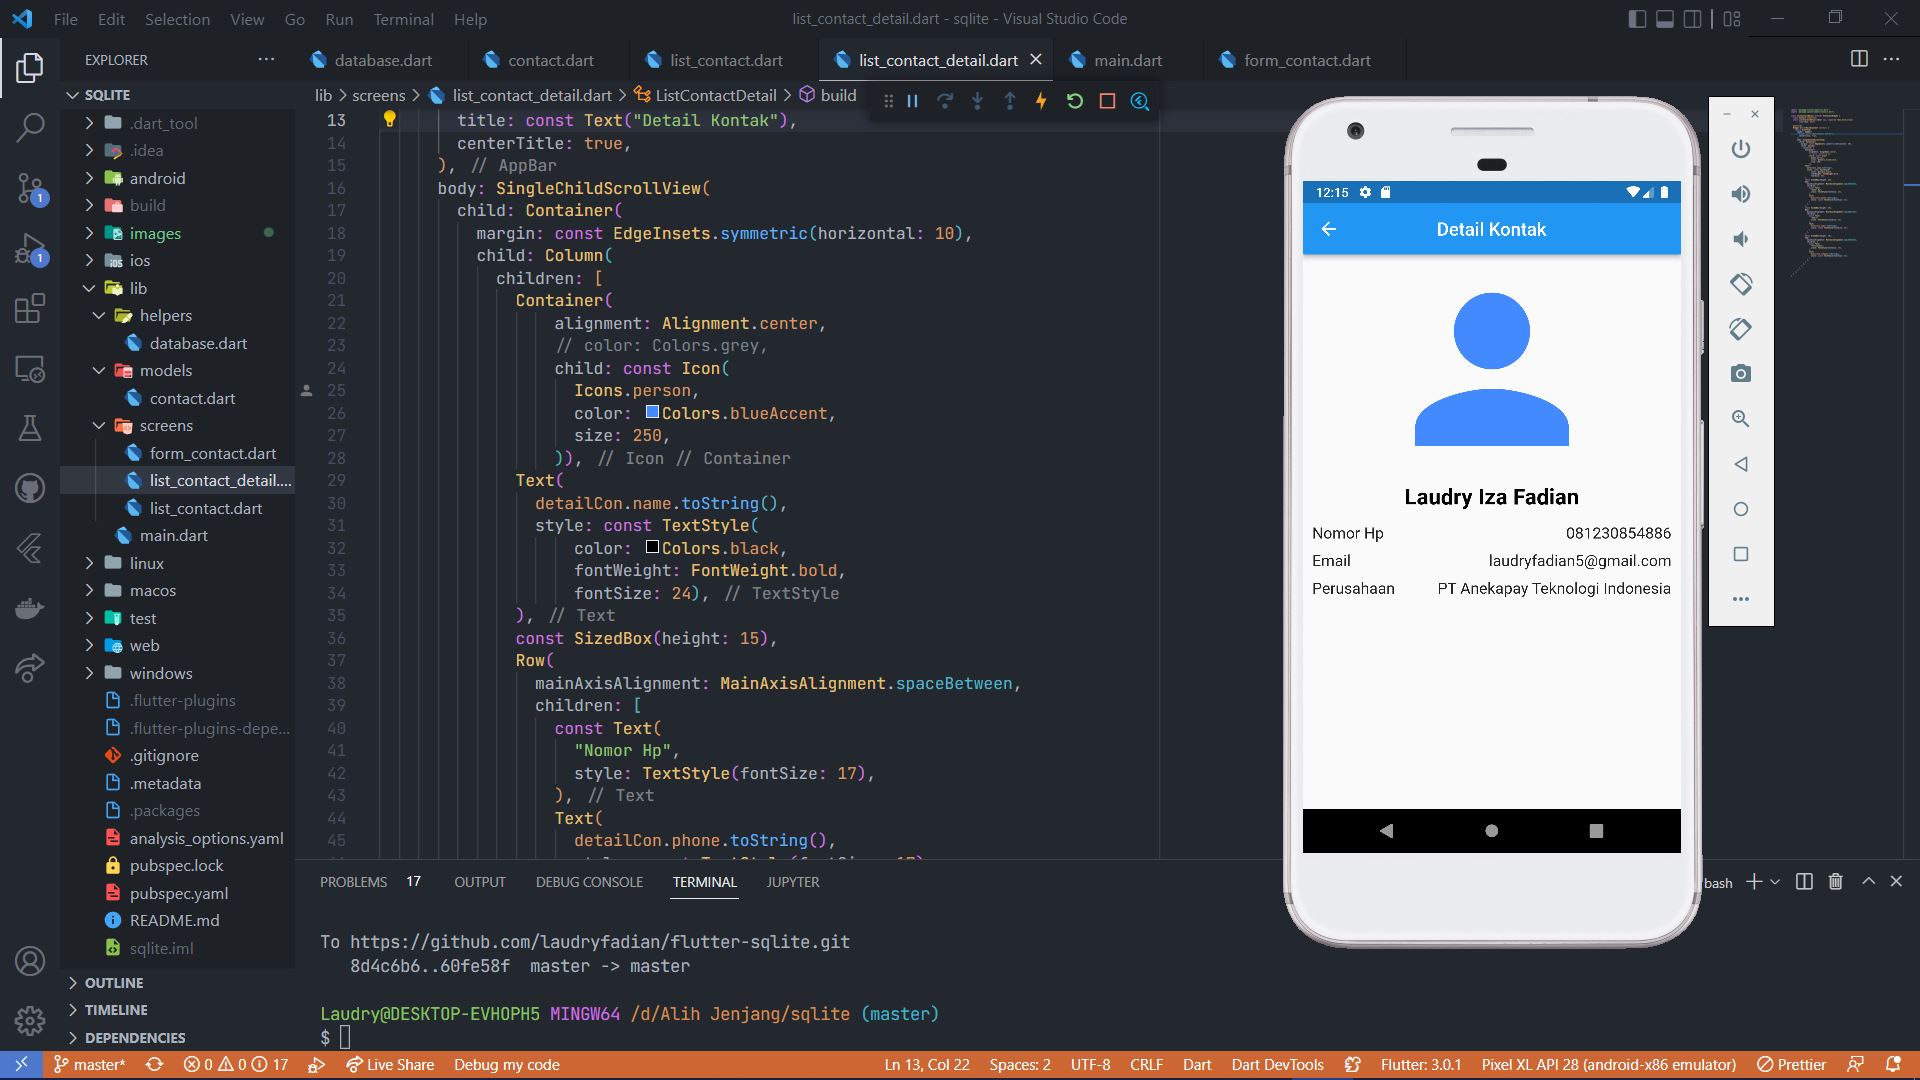 File Edit Selection View Go Run Terminal Help
list_contact_detail.dart - sqlite - Visual Studio Code
EXPLORER
database.dart
contact.dart
list_contact.dart
list_contact_detail.dart
main.dart
form_contact.dart
lib > screens > list_contact_detail.dart > ListContactDetail > build
SQLITE
.dart_tool
.idea
android
build
images
ios
lib
helpers
database.dart
models
contact.dart
screens
form_contact.dart
list_contact_detail....
list_contact.dart
main.dart
linux
macos
test
web
windows
.flutter-plugins
.flutter-plugins-depe...
.gitignore
.metadata
.packages
analysis_options.yaml
pubspec.lock
pubspec.yaml
README.md
sqlite.iml
OUTLINE
TIMELINE
DEPENDENCIES
1
1
13 title: const Text("Detail Kontak"),
14 centerTitle: true,
15 ), // AppBar
16 body: SingleChildScrollView(
17 child: Container(
18 margin: const EdgeInsets.symmetric(horizontal: 10),
19 child: Column(
20 children: [
21 Container(
22 alignment: Alignment.center,
23 // color: Colors.grey,
24 child: const Icon(
25 Icons.person,
26 color: Colors.blueAccent,
27 size: 250,
28 )), // Icon // Container
29 Text(
30 detailCon.name.toString(),
31 style: const TextStyle(
32 color: Colors.black,
33 fontWeight: FontWeight.bold,
34 fontSize: 24), // TextStyle
35 ), // Text
36 const SizedBox(height: 15),
37 Row(
38 mainAxisAlignment: MainAxisAlignment.spaceBetween,
39 children: [
40 const Text(
41 "Nomor Hp",
42 style: TextStyle(fontSize: 17),
43 ), // Text
44 Text(
45 detailCon.phone.toString(),
12:15
Detail Kontak
Laudry Iza Fadian
Nomor Hp 081230854886
Email laudryfadian5@gmail.com
Perusahaan PT Anekapay Teknologi Indonesia
PROBLEMS 17 OUTPUT DEBUG CONSOLE TERMINAL JUPYTER
bash
To https://github.com/laudryfadian/flutter-sqlite.git
8d4c6b6..60fe58f master -> master
Laudry@DESKTOP-EVHOPH5 MINGW64 /d/Alih Jenjang/sqlite (master)
$
master* 0 0 17 Live Share Debug my code Ln 13, Col 22 Spaces: 2 UTF-8 CRLF Dart Dart DevTools Flutter: 3.0.1 Pixel XL API 28 (android-x86 emulator) Prettier